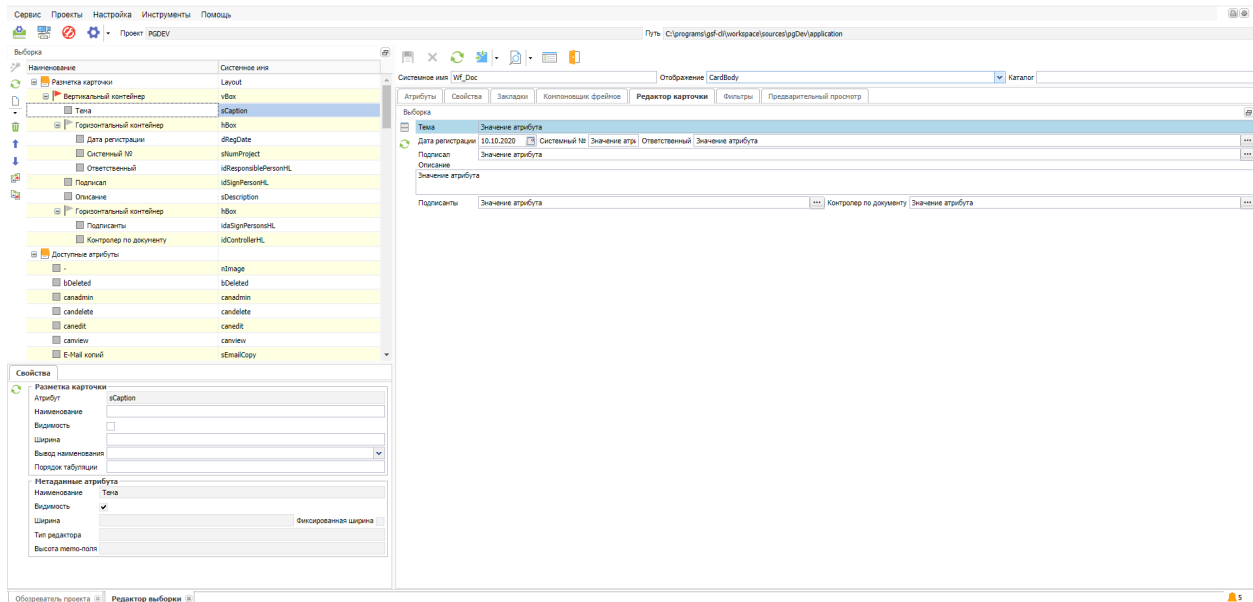 Сервис Проекты Настройка Инструменты Помощь
Проект PGDEV Путь C:\programs\gsf-cli\workspace\sources\pgDev\application
Выборка
Наименование Системное имя
Разметка карточки Layout
Вертикальный контейнер vBox
Тема sCaption
Горизонтальный контейнер hBox
Дата регистрации dRegDate
Системный № sNumProject
Ответственный idResponsiblePersonHL
Подписал idSignPersonHL
Описание sDescription
Горизонтальный контейнер hBox
Подписанты idaSignPersonsHL
Контролер по документу idControllerHL
Доступные атрибуты
- nImage
bDeleted bDeleted
canadmin canadmin
candelete candelete
canedit canedit
canview canview
E-Mail копий sEmailCopy
Свойства
Разметка карточки
Атрибут sCaption
Наименование
Видимость
Ширина
Вывод наименования
Порядок табуляции
Метаданные атрибута
Наименование Тема
Видимость
Ширина Фиксированная ширина
Тип редактора
Высота memo-поля
Системное имя Wf_Doc Отображение CardBody Каталог
Атрибуты Свойства Закладки Компоновщик фреймов Редактор карточки Фильтры Предварительный просмотр
Выборка
Тема Значение атрибута
Дата регистрации 10.10.2020 Системный № Значение атри Ответственный Значение атрибута
Подписал Значение атрибута
Описание
Значение атрибута
Подписанты Значение атрибута Контролер по документу Значение атрибута
Обозреватель проекта Редактор выборки 5